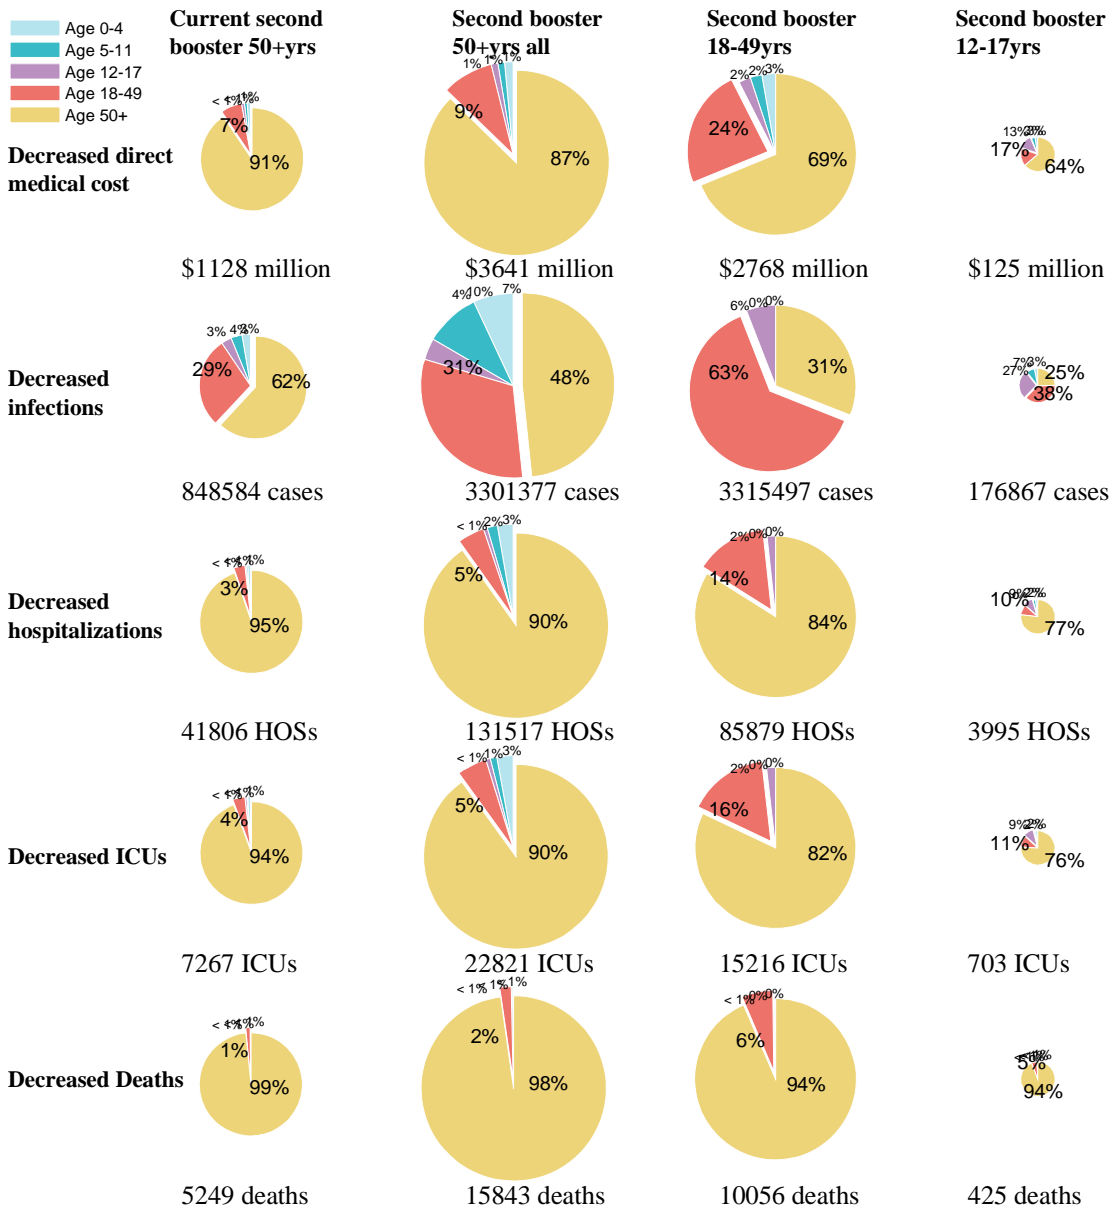 Age 0-4
Age 5-11
Age 12-17
Age 18-49
Age 50+
Current second
booster 50+yrs
Second booster
50+yrs all
Second booster
18-49yrs
Second booster
12-17yrs
Decreased direct
medical cost
7%
91%
1% 1% 1%
9%
87%
2% 2% 3%
24%
69%
13%
17%
64%
$1128 million
$3641 million
$2768 million
$125 million
Decreased
infections
3% 4% 3%
29%
62%
4% 10% 7%
31%
48%
6% 0% 0%
63%
31%
7% 3%
27%
25%
38%
848584 cases
3301377 cases
3315497 cases
176867 cases
Decreased
hospitalizations
3%
95%
< 1% 2% 3%
5%
90%
2% 0% 0%
14%
84%
10%
77%
41806 HOSs
131517 HOSs
85879 HOSs
3995 HOSs
Decreased ICUs
4%
94%
< 1% 1% 3%
5%
90%
2% 0% 0%
16%
82%
9% 2%
11%
76%
7267 ICUs
22821 ICUs
15216 ICUs
703 ICUs
Decreased Deaths
1%
99%
< 1%
2%
98%
< 1% 0% 0%
6%
94%
5%
94%
5249 deaths
15843 deaths
10056 deaths
425 deaths